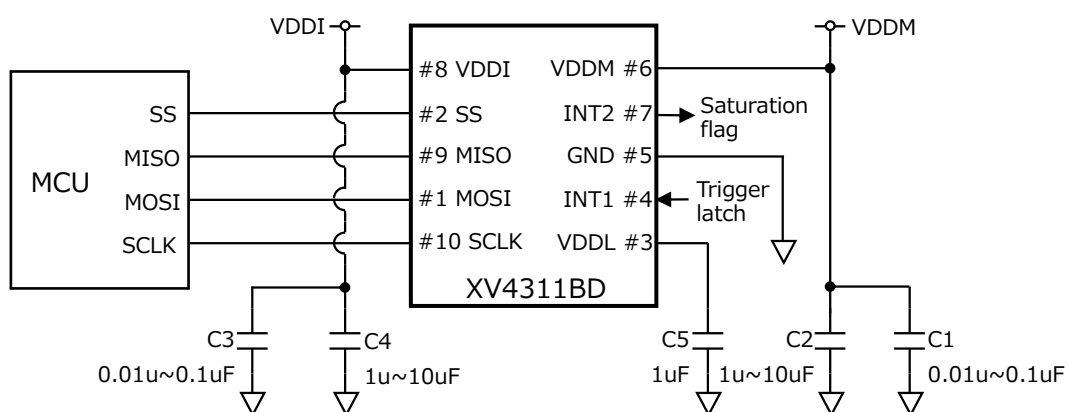 VDDI
VDDM
#8 VDDI
VDDM #6
SS
#2 SS
INT2 #7
Saturation
flag
MISO
#9 MISO
GND #5
MCU
MOSI
#1 MOSI
INT1 #4
Trigger
latch
SCLK
#10 SCLK
VDDL #3
XV4311BD
C3
C4
C5
C2
C1
0.01u~0.1uF
1u~10uF
1uF
1u~10uF
0.01u~0.1uF